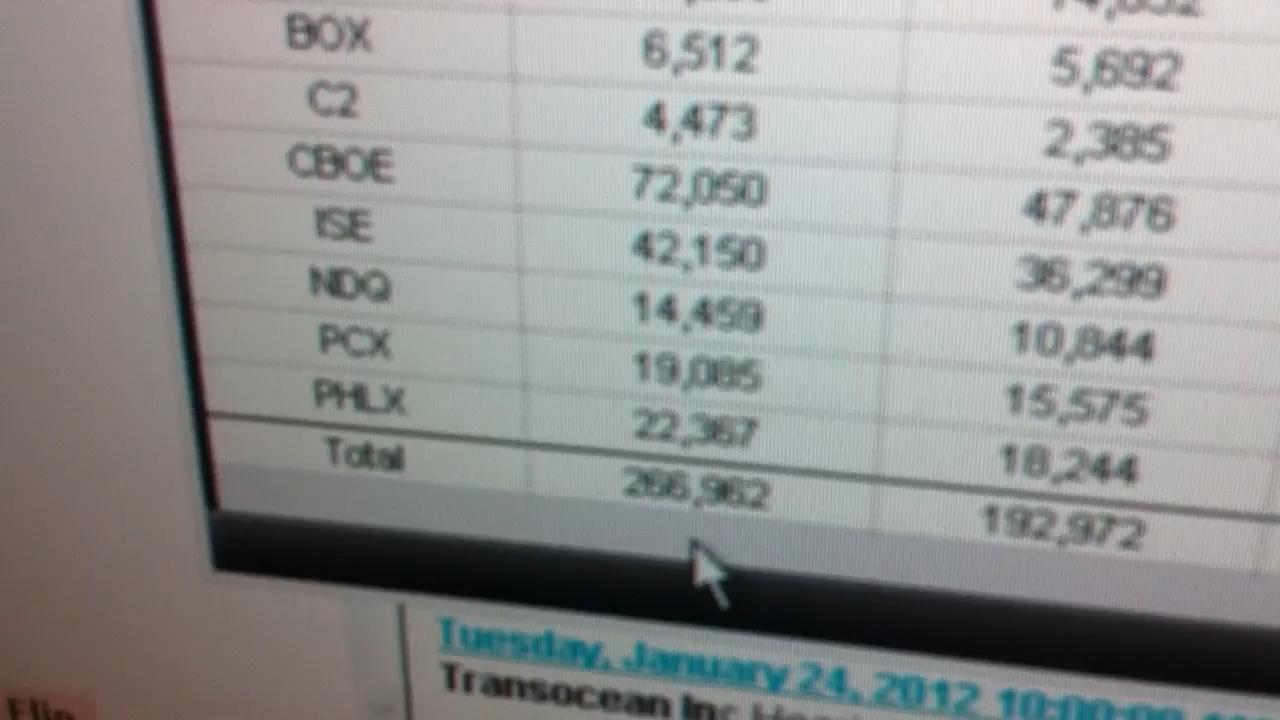 BOX 6,512 5,692
C2 4,473 2,385
CBOE 72,050 47,876
ISE 42,150 36,299
NDQ 14,459 10,844
PCX 19,085 15,575
PHLX 22,367 18,244
Total 266,962 192,972
Tuesday, January 24, 2012
Transocean Inc
Flip